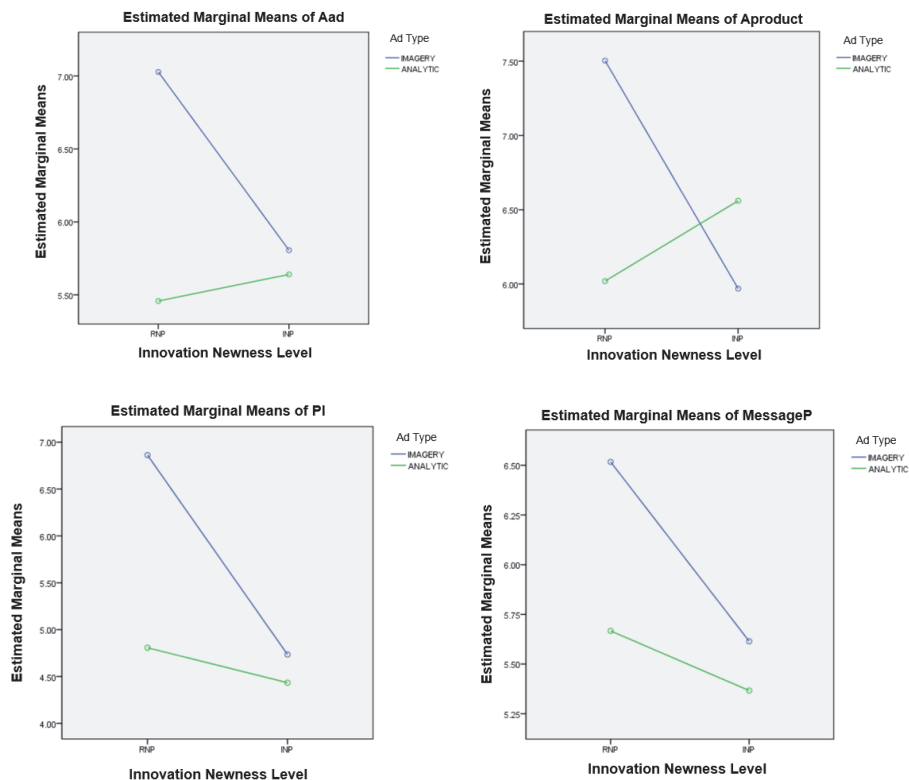 Estimated Marginal Means of Aad
Ad Type
IMAGERY
ANALYTIC
Estimated Marginal Means
7.00
6.50
6.00
5.50
RNP
INP
Innovation Newness Level
Estimated Marginal Means of Aproduct
Ad Type
IMAGERY
ANALYTIC
Estimated Marginal Means
7.50
7.00
6.50
6.00
RNP
INP
Innovation Newness Level
Estimated Marginal Means of PI
Ad Type
IMAGERY
ANALYTIC
Estimated Marginal Means
7.00
6.50
6.00
5.50
5.00
4.50
4.00
RNP
INP
Innovation Newness Level
Estimated Marginal Means of MessageP
Ad Type
IMAGERY
ANALYTIC
Estimated Marginal Means
6.50
6.25
6.00
5.75
5.50
5.25
RNP
INP
Innovation Newness Level